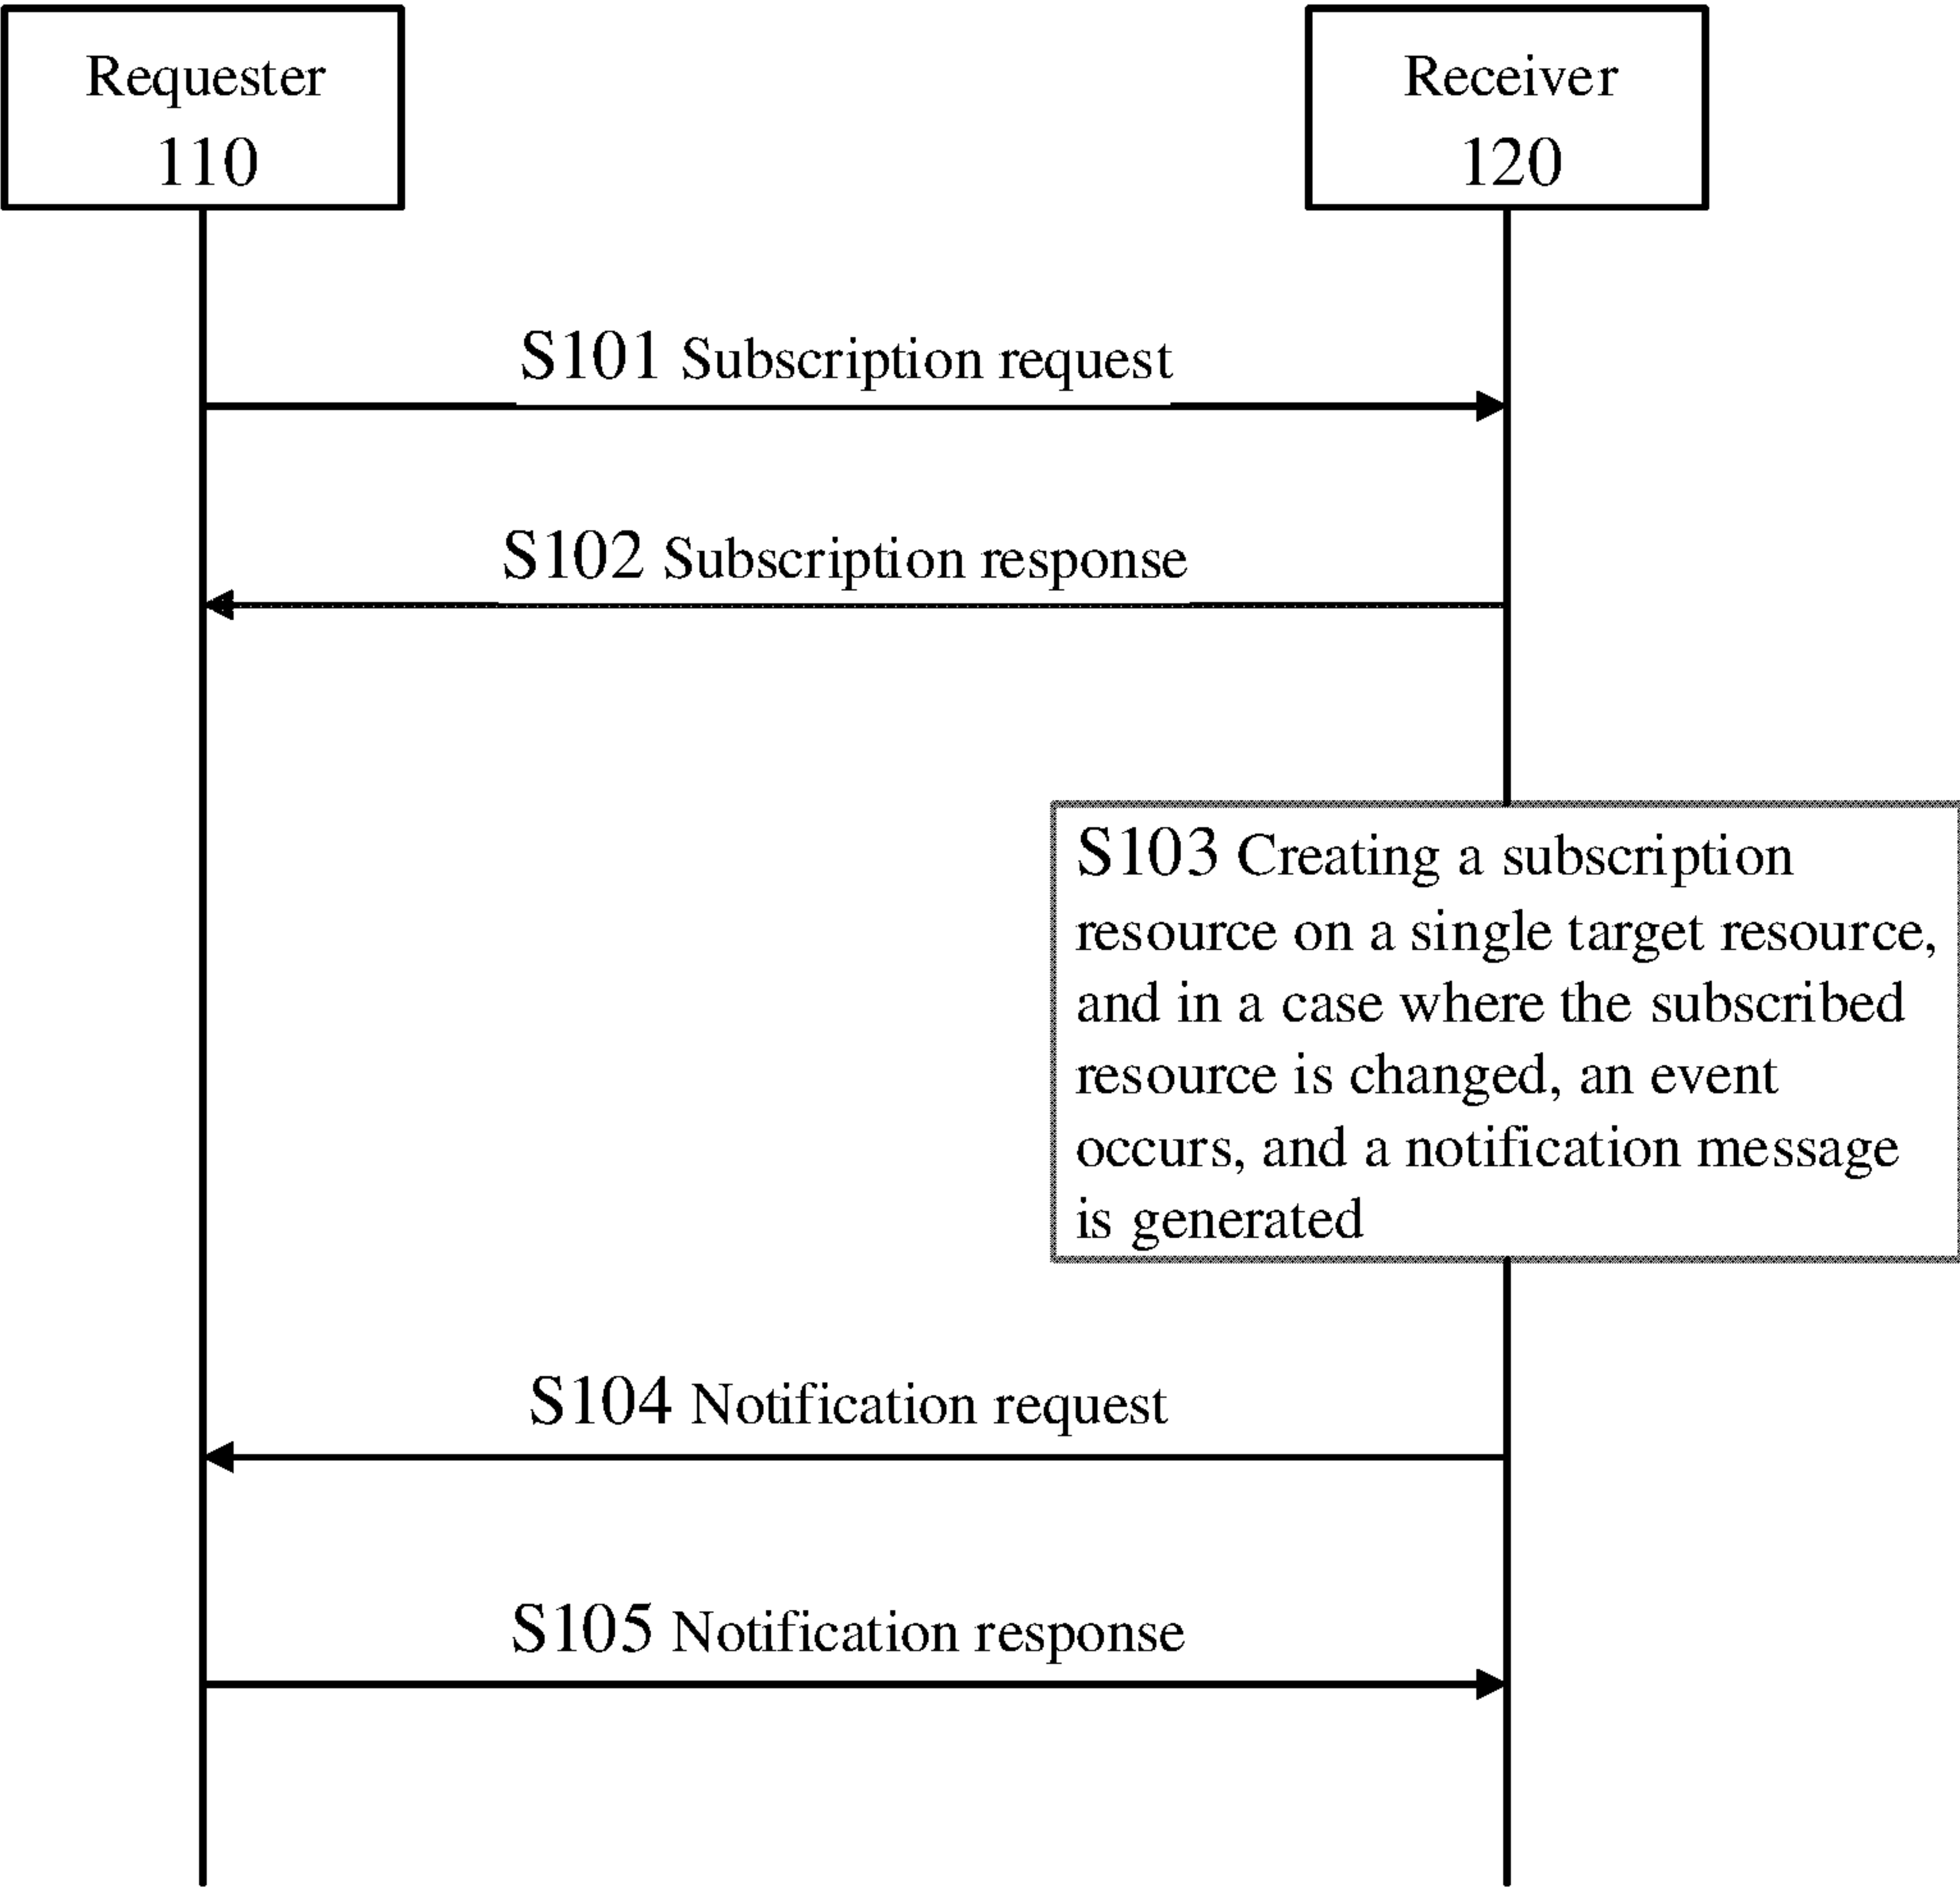 Requester
110
Receiver
120
S101 Subscription request
S102 Subscription response
S103 Creating a subscription
resource on a single target resource,
and in a case where the subscribed
resource is changed, an event
occurs, and a notification message
is generated
S104 Notification request
S105 Notification response